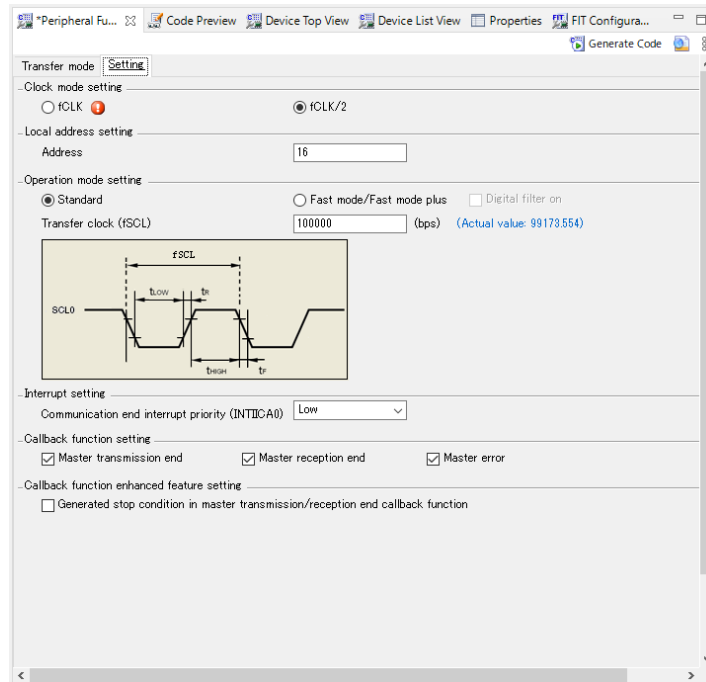 *Peripheral Fu... Code Preview Device Top View Device List View Properties FIT Configura...
Generate Code
Transfer mode Setting
Clock mode setting
fCLK fCLK/2
Local address setting
Address 16
Operation mode setting
Standard Fast mode/Fast mode plus Digital filter on
Transfer clock (fSCL) 100000 (bps) (Actual value: 99173.554)
fSCL
tLOW tR
SCL0
tHIGH tF
Interrupt setting
Communication end interrupt priority (INTIICA0) Low
Callback function setting
Master transmission end Master reception end Master error
Callback function enhanced feature setting
Generated stop condition in master transmission/reception end callback function